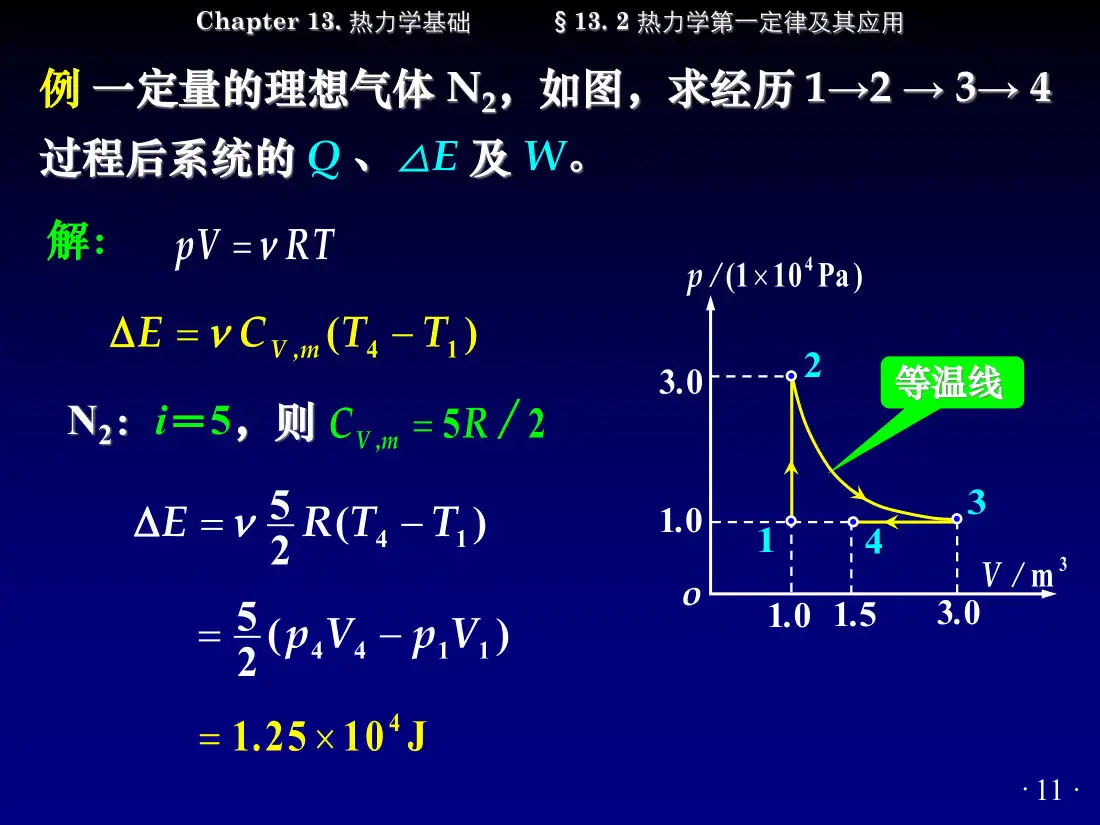 Chapter 13. 热力学基础 § 13. 2 热力学第一定律及其应用
例 一定量的理想气体 N₂，如图，求经历 1→2 → 3→ 4
过程后系统的 Q 、△E 及 W。
解：
pV = ν RT
ΔE = ν C_{V,m} (T₄ − T₁)
N₂：i＝5，则 C_{V,m} = 5R / 2
ΔE = ν 5/2 R(T₄ − T₁)
= 5/2 (p₄V₄ − p₁V₁)
= 1.25 × 10⁴ J
p / (1 × 10⁴ Pa)
3.0
2
等温线
1.0
1
4
3
V / m³
o
1.0 1.5 3.0
· 11 ·